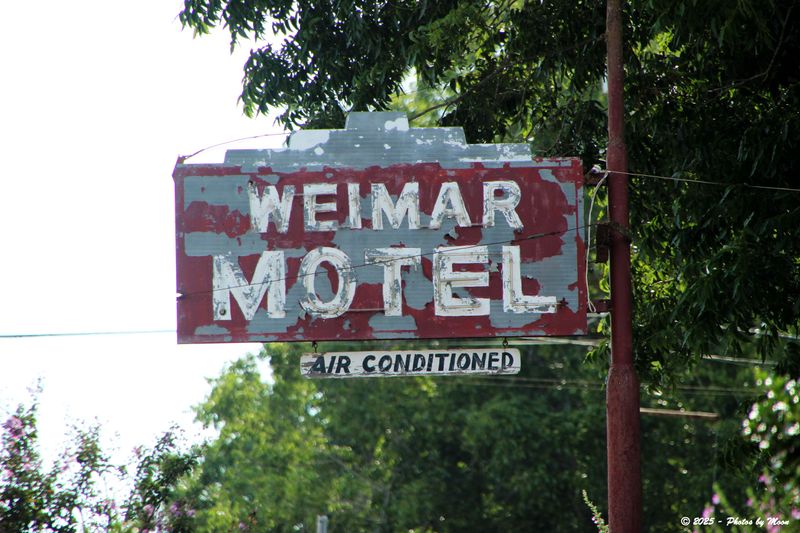 WEIMAR
MOTEL
AIR CONDITIONED
© 2025 - Photos by Moon